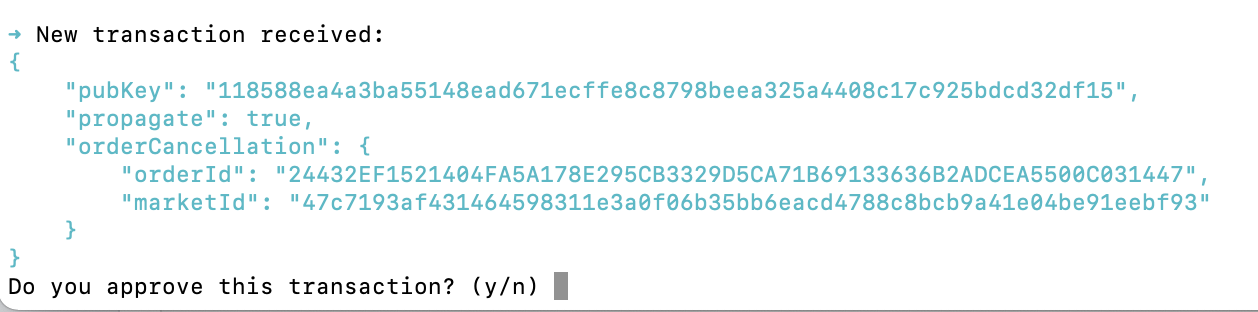 → New transaction received:
{
    "pubKey": "118588ea4a3ba55148ead671ecffe8c8798beea325a4408c17c925bdcd32df15",
    "propagate": true,
    "orderCancellation": {
        "orderId": "24432EF1521404FA5A178E295CB3329D5CA71B69133636B2ADCEA5500C031447",
        "marketId": "47c7193af431464598311e3a0f06b35bb6eacd4788c8bcb9a41e04be91eebf93"
    }
}
Do you approve this transaction? (y/n)